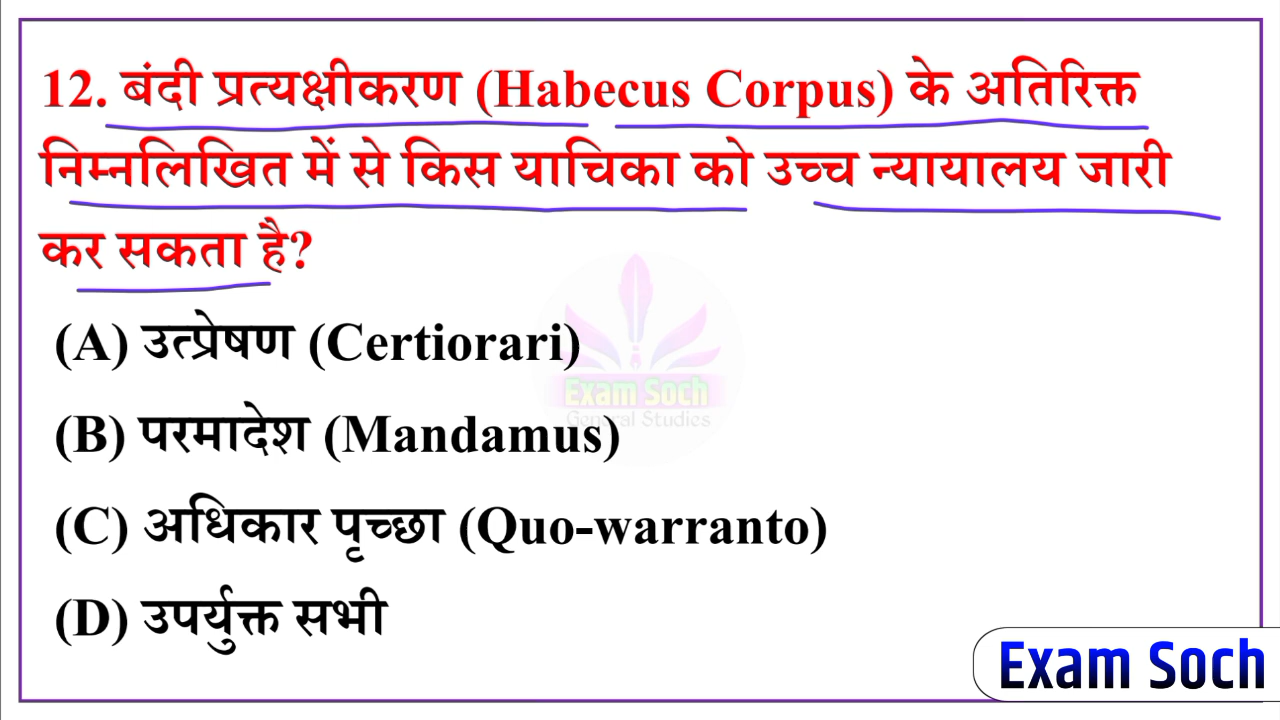 12. बंदी प्रत्यक्षीकरण (Habecus Corpus) के अतिरिक्त
निम्नलिखित में से किस याचिका को उच्च न्यायालय जारी
कर सकता है?
(A) उत्प्रेषण (Certiorari)
(B) परमादेश (Mandamus)
(C) अधिकार पृच्छा (Quo-warranto)
(D) उपर्युक्त सभी
Exam Soch
General Studies
Exam Soch